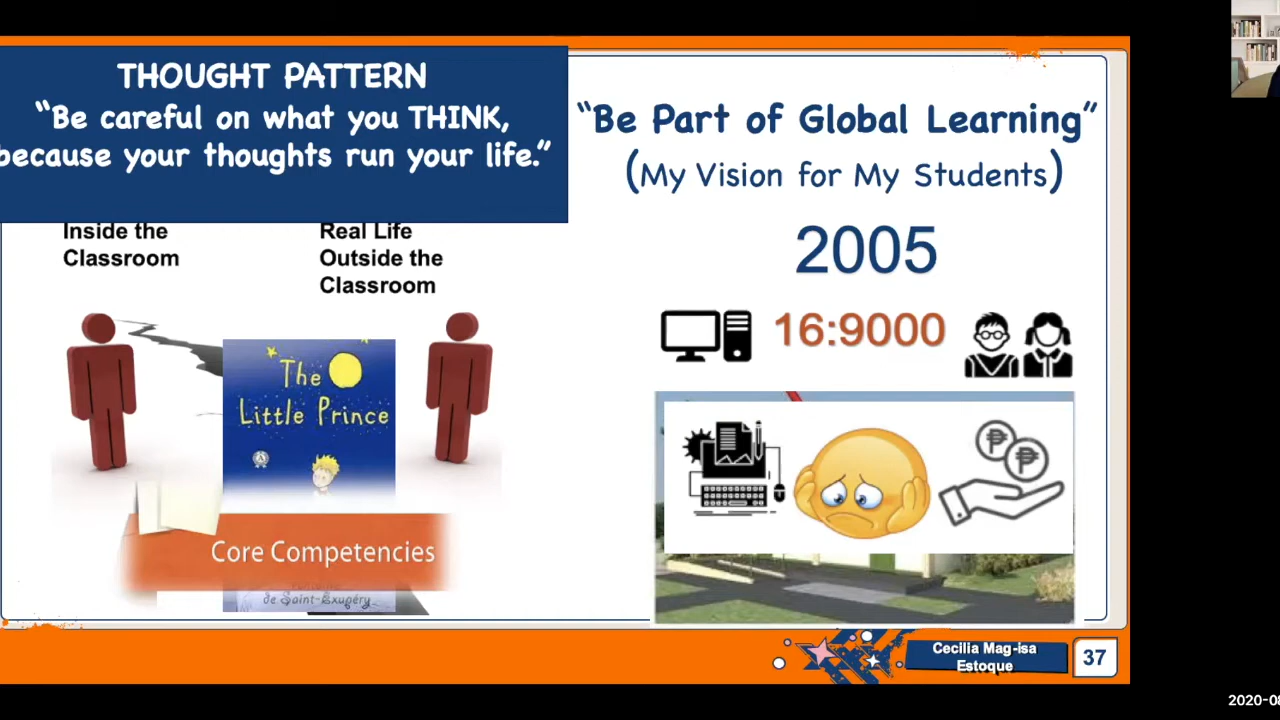 THOUGHT PATTERN
“Be careful on what you THINK,
because your thoughts run your life.”
Inside the
Classroom
Real Life
Outside the
Classroom
The
Little Prince
Core Competencies
de Saint-Exupéry
“Be Part of Global Learning”
(My Vision for My Students)
2005
16:9000
Cecilia Mag-isa
Estoque
37
2020-08